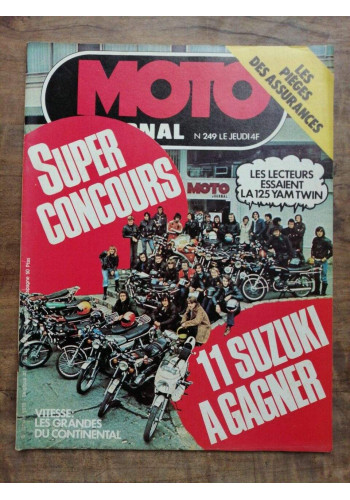 MOTO
RNAL
N 249 LE JEUDI 4F
LES
PIÈGES
DES ASSURANCES
SUPER
CONCOURS
LES LECTEURS
ESSAIENT
LA 125 YAM TWIN
MOTO
11 SUZUKI
A GAGNER
VITESSE:
LES GRANDES
DU CONTINENTAL